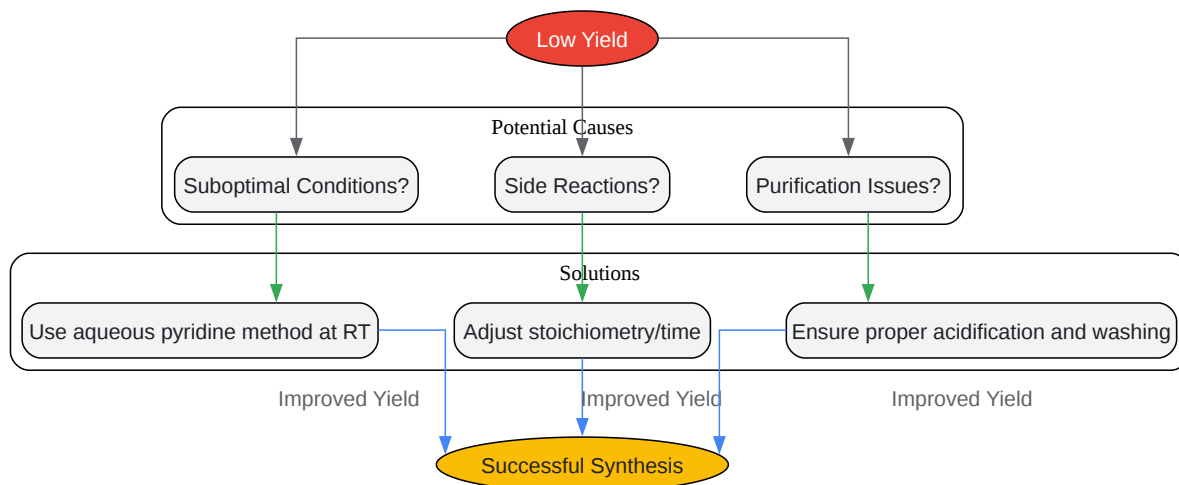 Low Yield
Potential Causes
Suboptimal Conditions?
Side Reactions?
Purification Issues?
Solutions
Use aqueous pyridine method at RT
Adjust stoichiometry/time
Ensure proper acidification and washing
Improved Yield
Improved Yield
Improved Yield
Successful Synthesis